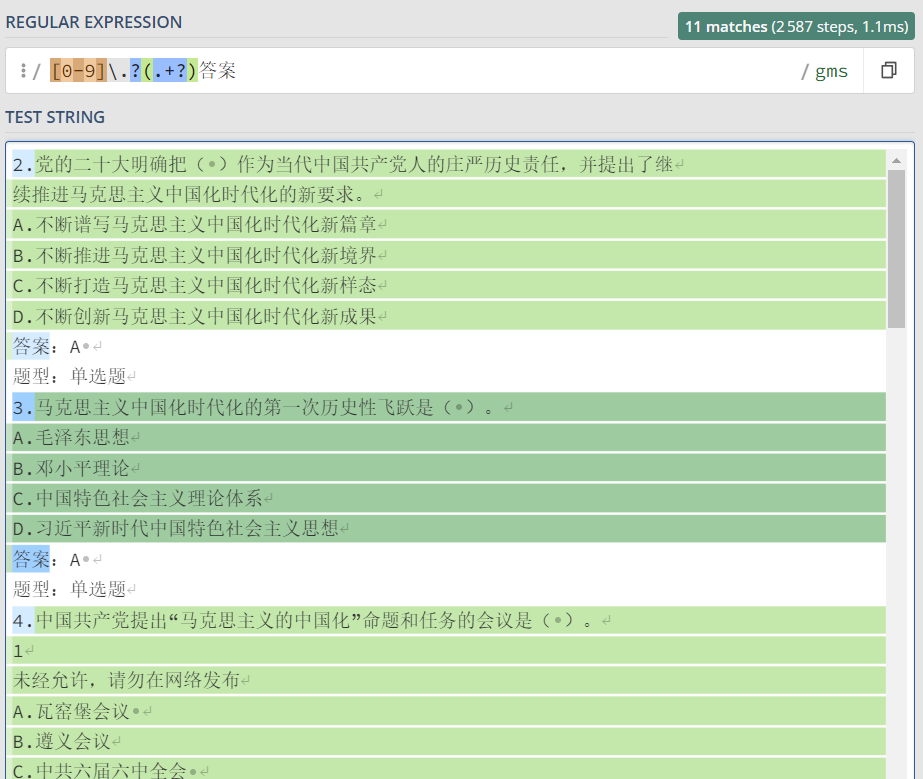 REGULAR EXPRESSION
11 matches (2 587 steps, 1.1ms)
/ [0-9]\.?(.+?)答案 / gms
TEST STRING
2.党的二十大明确把（ ）作为当代中国共产党人的庄严历史责任，并提出了继
续推进马克思主义中国化时代化的新要求。
A.不断谱写马克思主义中国化时代化新篇章
B.不断推进马克思主义中国化时代化新境界
C.不断打造马克思主义中国化时代化新样态
D.不断创新马克思主义中国化时代化新成果
答案：A
题型：单选题
3.马克思主义中国化时代化的第一次历史性飞跃是（ ）。
A.毛泽东思想
B.邓小平理论
C.中国特色社会主义理论体系
D.习近平新时代中国特色社会主义思想
答案：A
题型：单选题
4.中国共产党提出“马克思主义的中国化”命题和任务的会议是（ ）。
1
未经允许，请勿在网络发布
A.瓦窑堡会议
B.遵义会议
C.中共六届六中全会